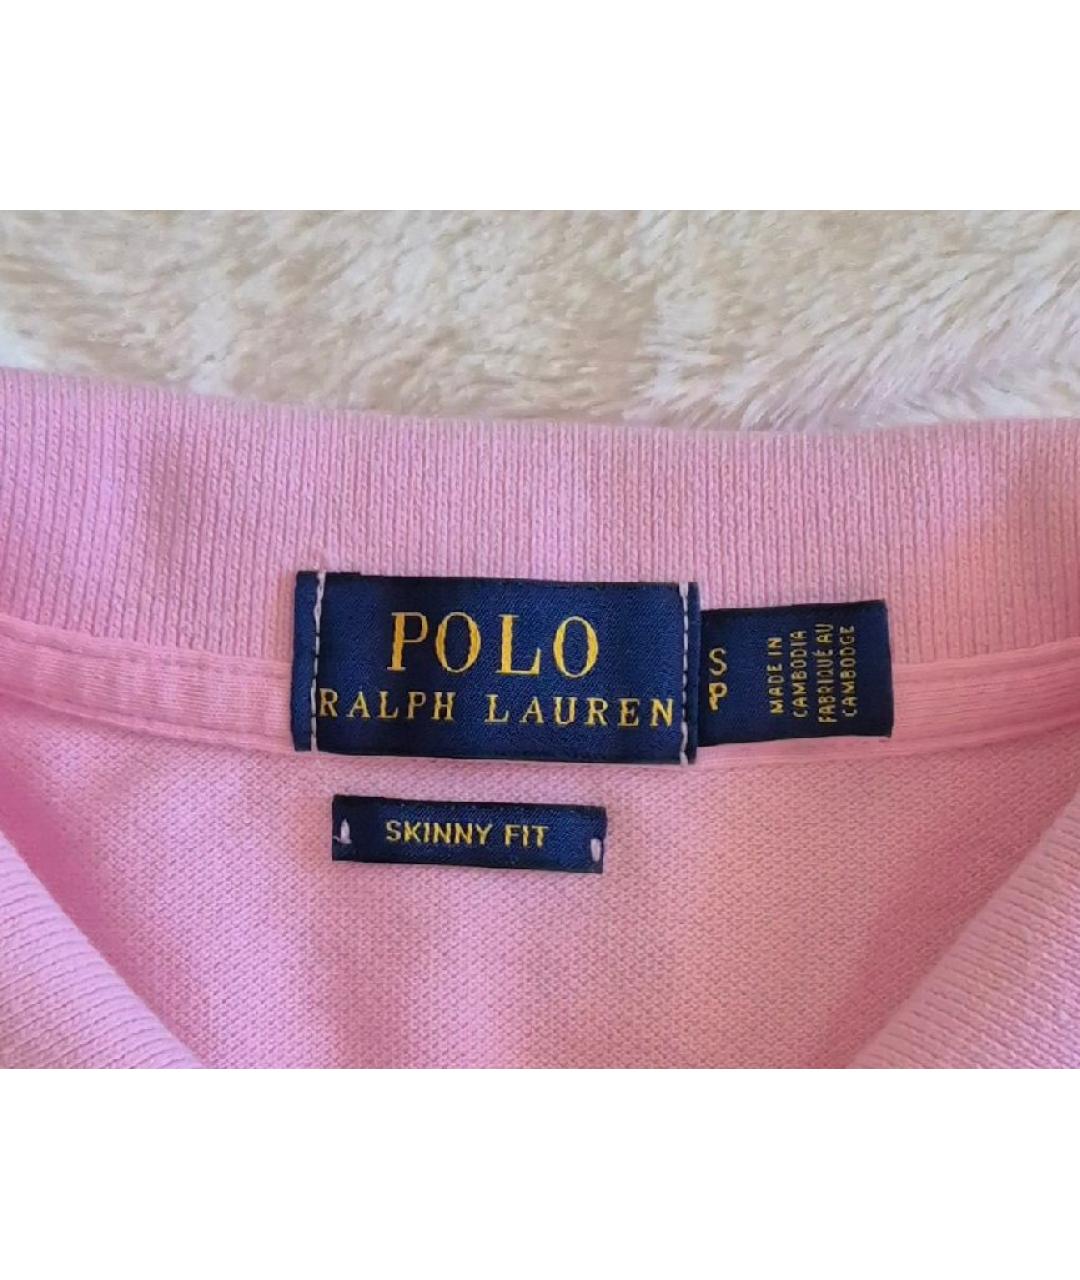 POLO
RALPH LAUREN
S
P
MADE IN
CAMBODIA
FABRIQUÉ AU
CAMBODGE
SKINNY FIT